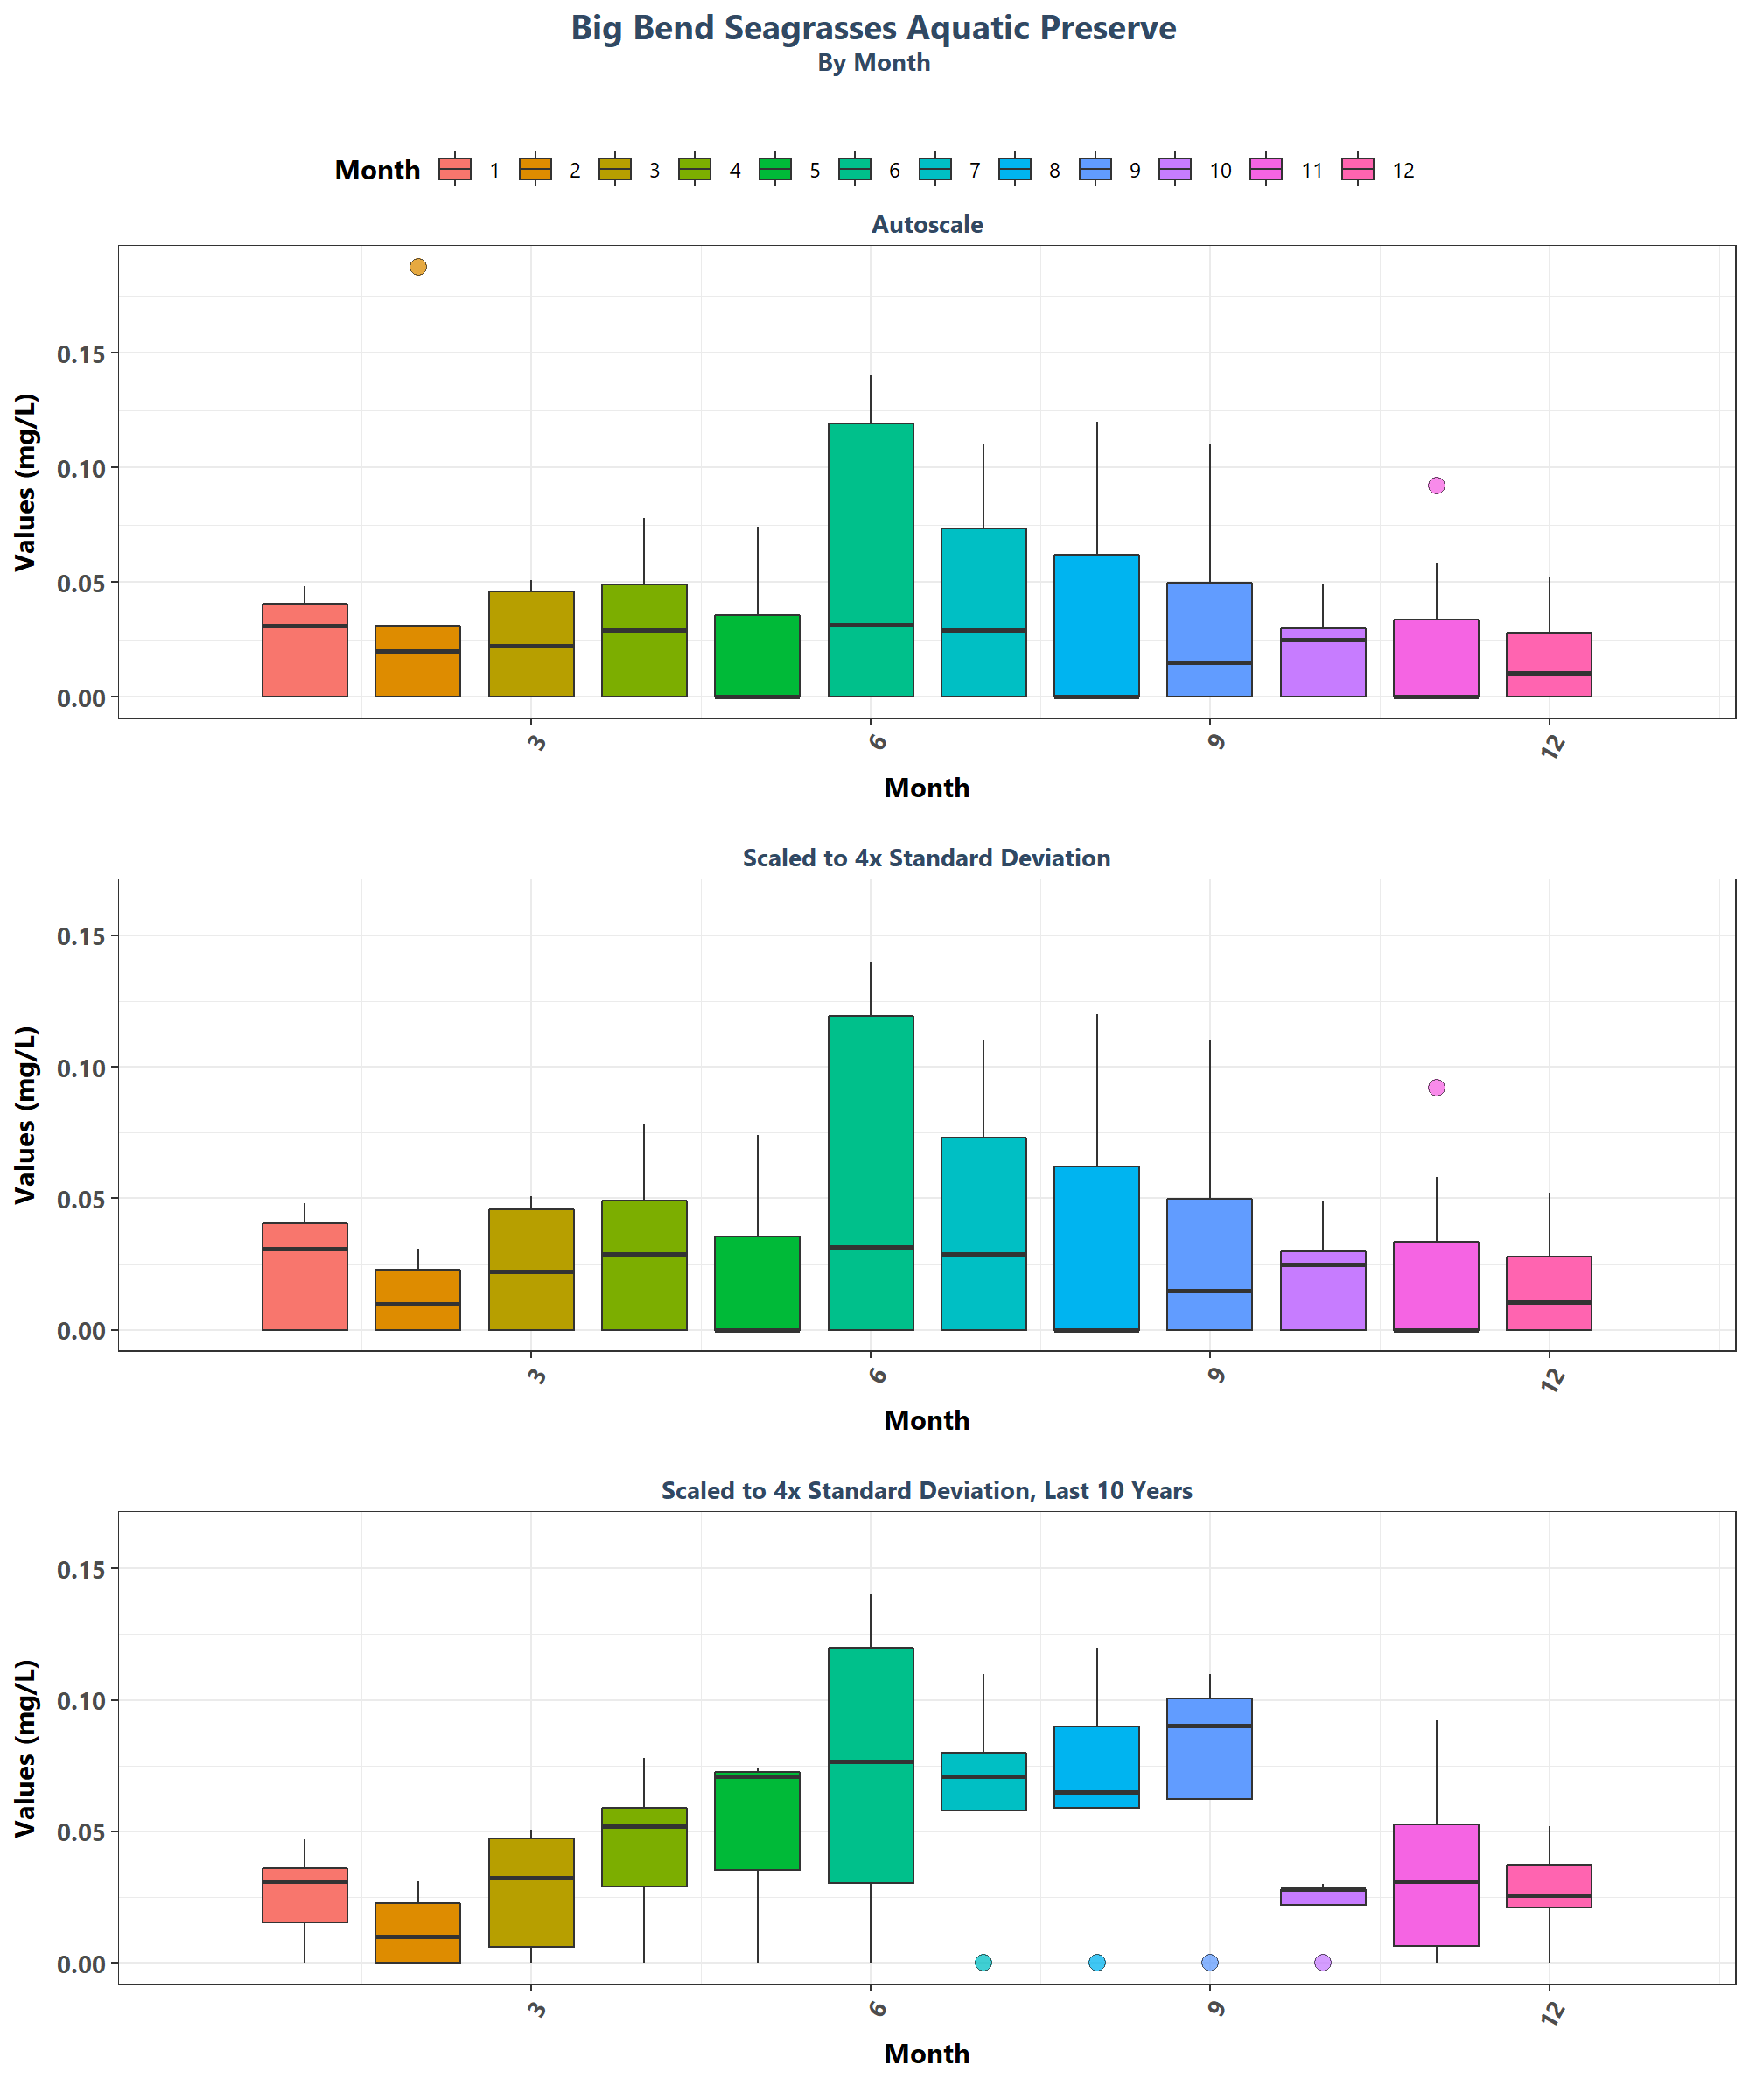 Big Bend Seagrasses Aquatic Preserve
By Month
Month 1 2 3 4 5 6 7 8 9 10 11 12
Autoscale
Values (mg/L)
0.15
0.10
0.05
0.00
3 6 9 12
Month
Scaled to 4x Standard Deviation
Values (mg/L)
0.15
0.10
0.05
0.00
3 6 9 12
Month
Scaled to 4x Standard Deviation, Last 10 Years
Values (mg/L)
0.15
0.10
0.05
0.00
3 6 9 12
Month